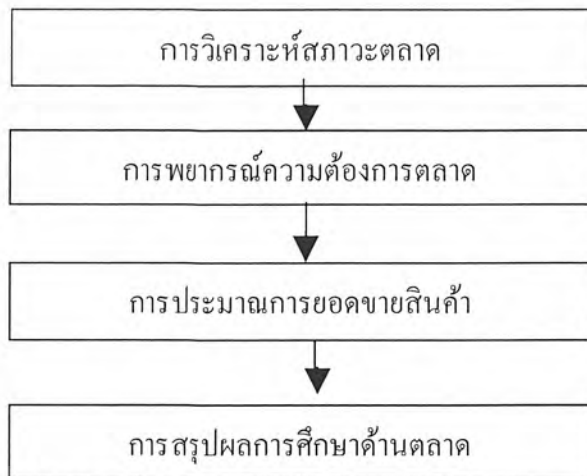 การวิเคราะห์สภาวะตลาด
การพยากรณ์ความต้องการตลาด
การประมาณการยอดขายสินค้า
การสรุปผลการศึกษาด้านตลาด